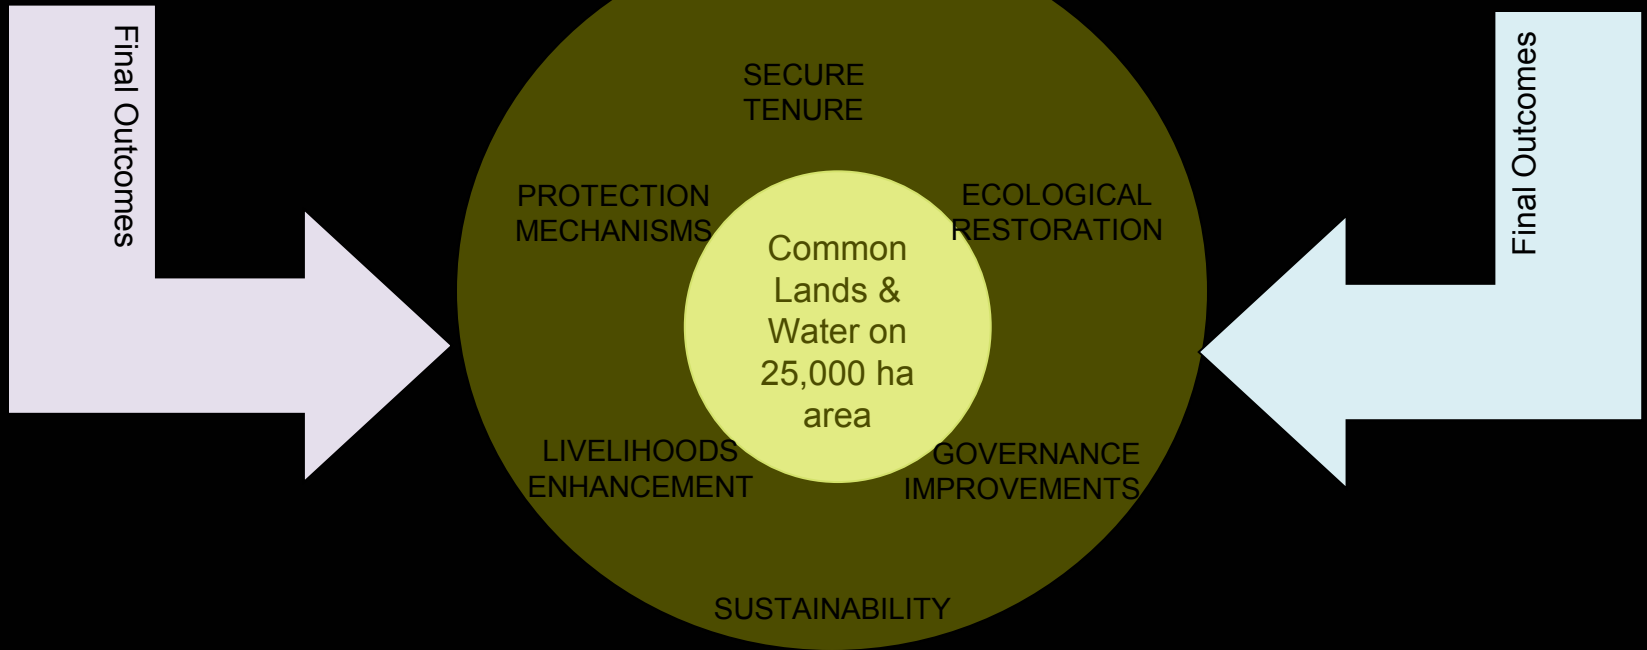 Final Outcomes
SECURE
TENURE
PROTECTION
MECHANISMS
ECOLOGICAL
RESTORATION
Common
Lands &
Water on
25,000 ha
area
LIVELIHOODS
ENHANCEMENT
GOVERNANCE
IMPROVEMENTS
SUSTAINABILITY
Final Outcomes